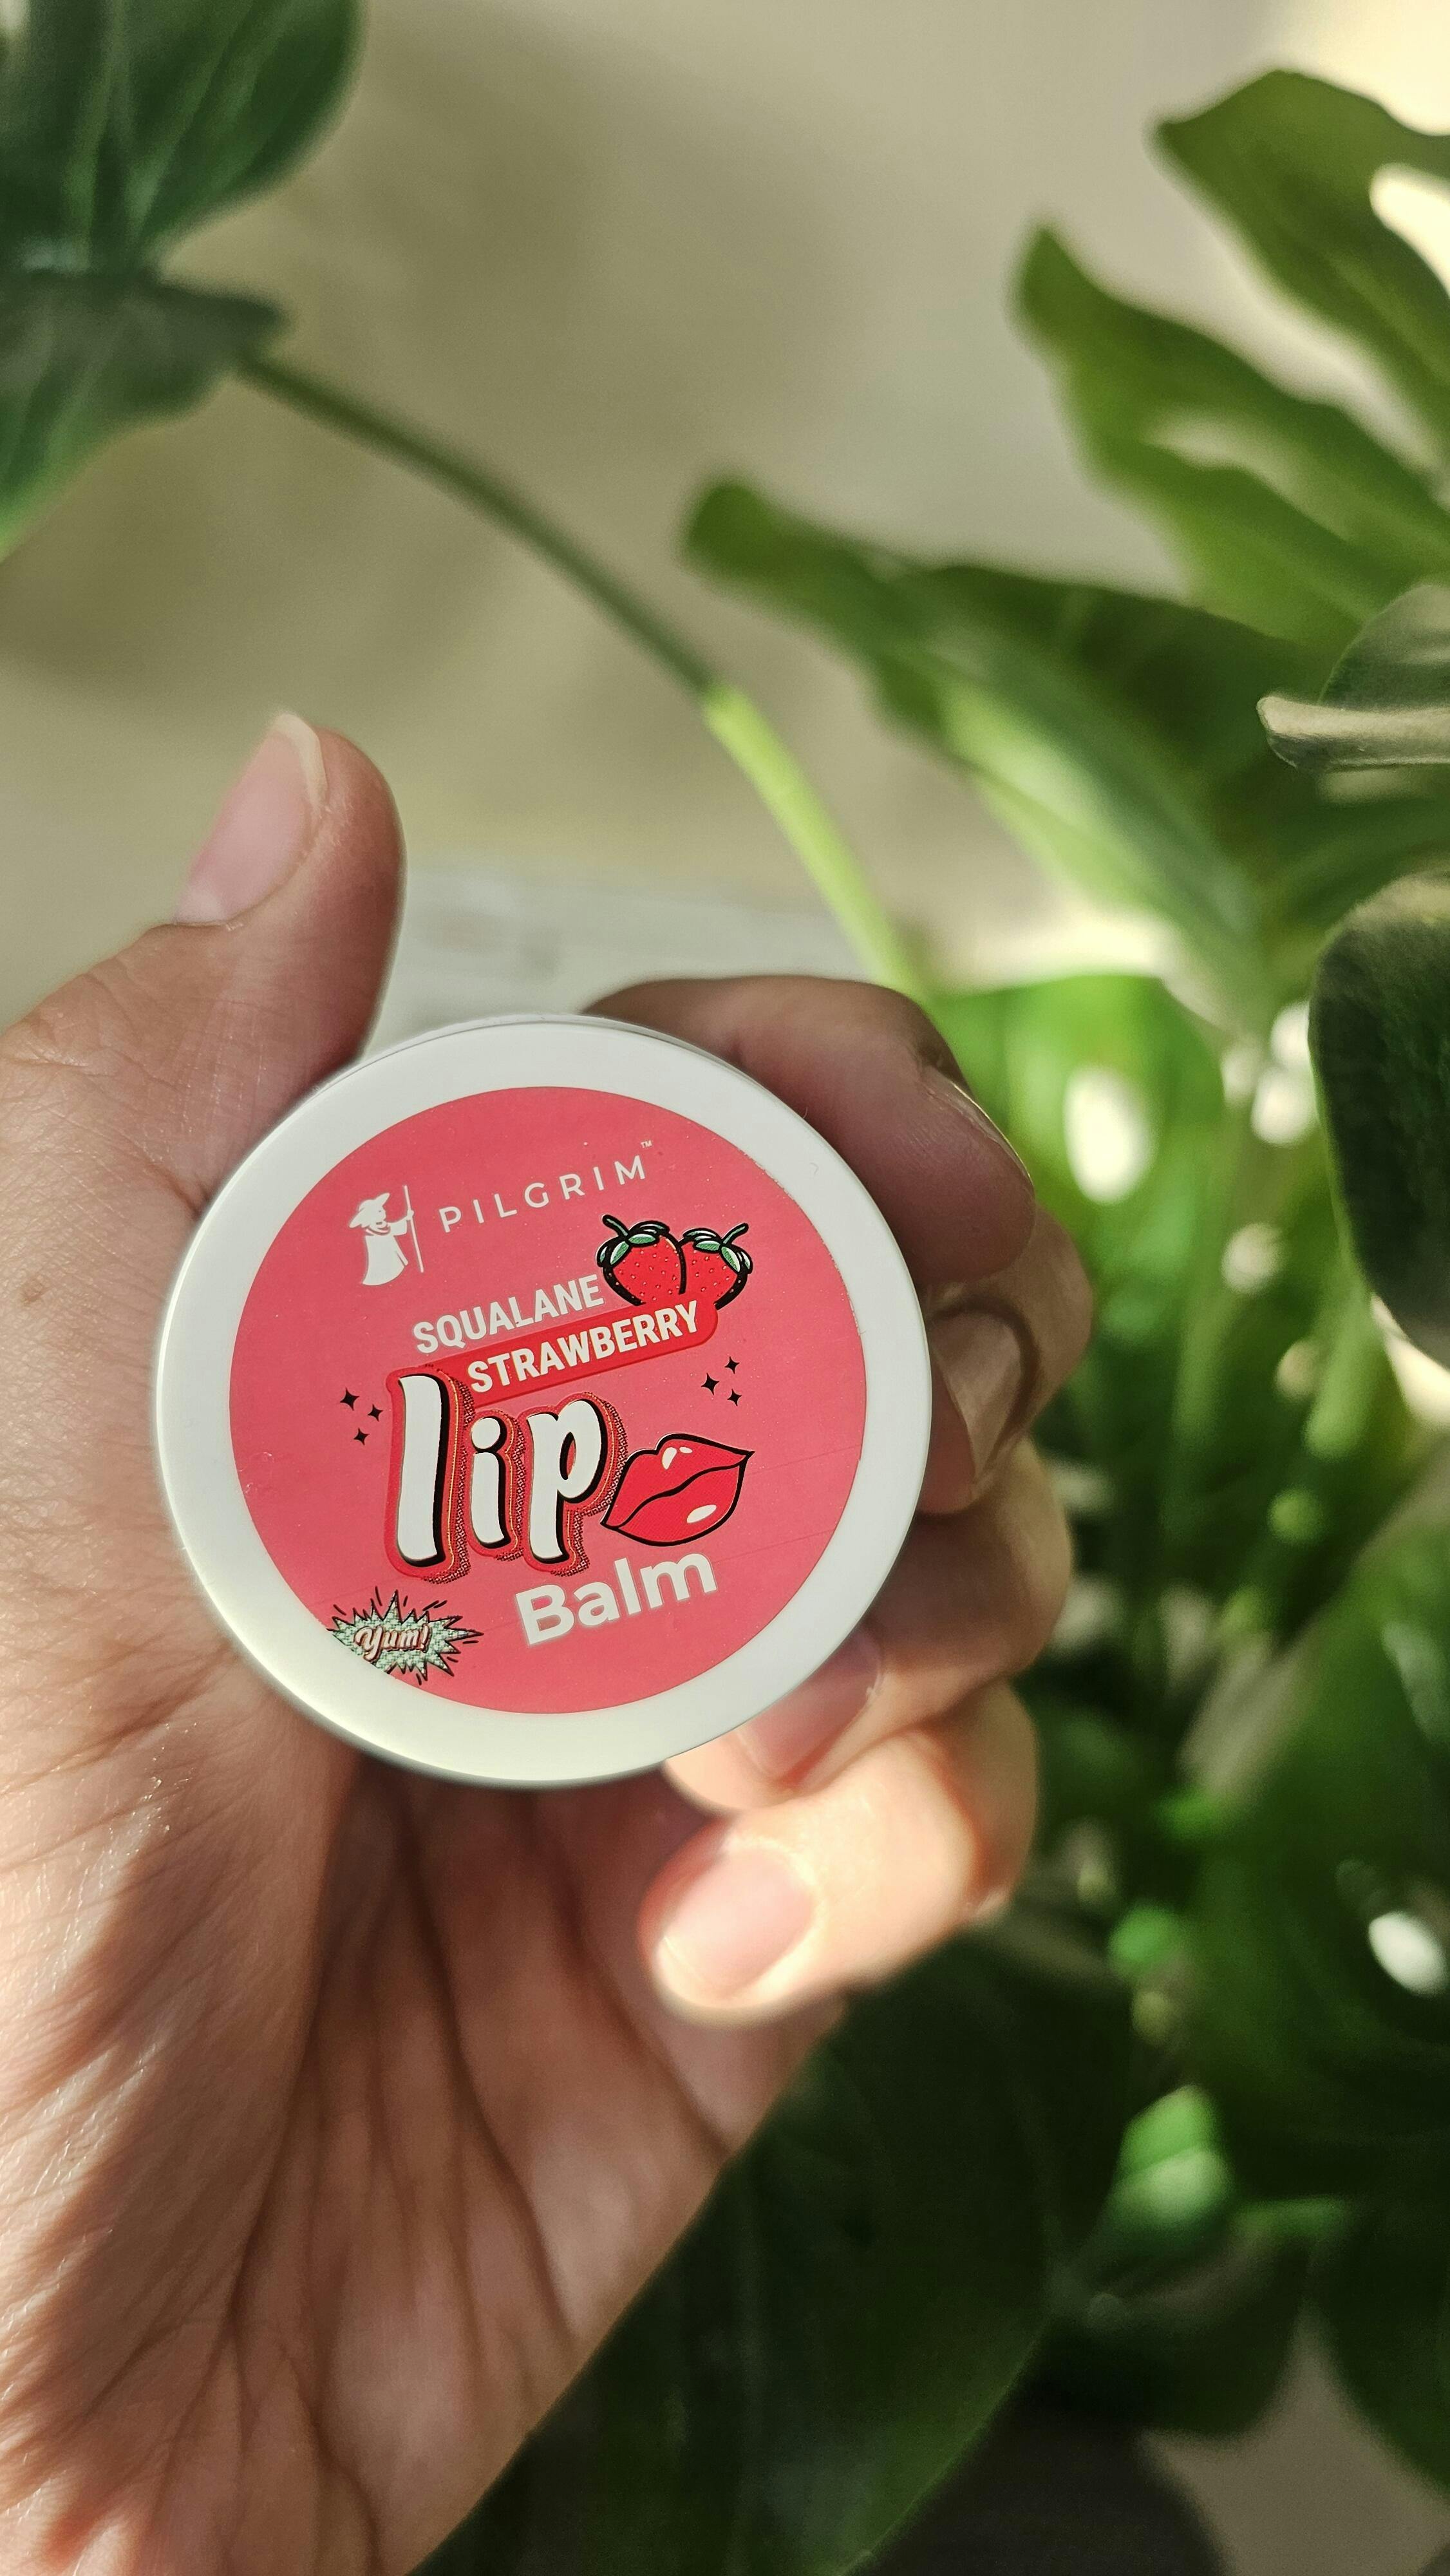 PILGRIM™
SQUALANE
STRAWBERRY
lip
Balm
Yum!